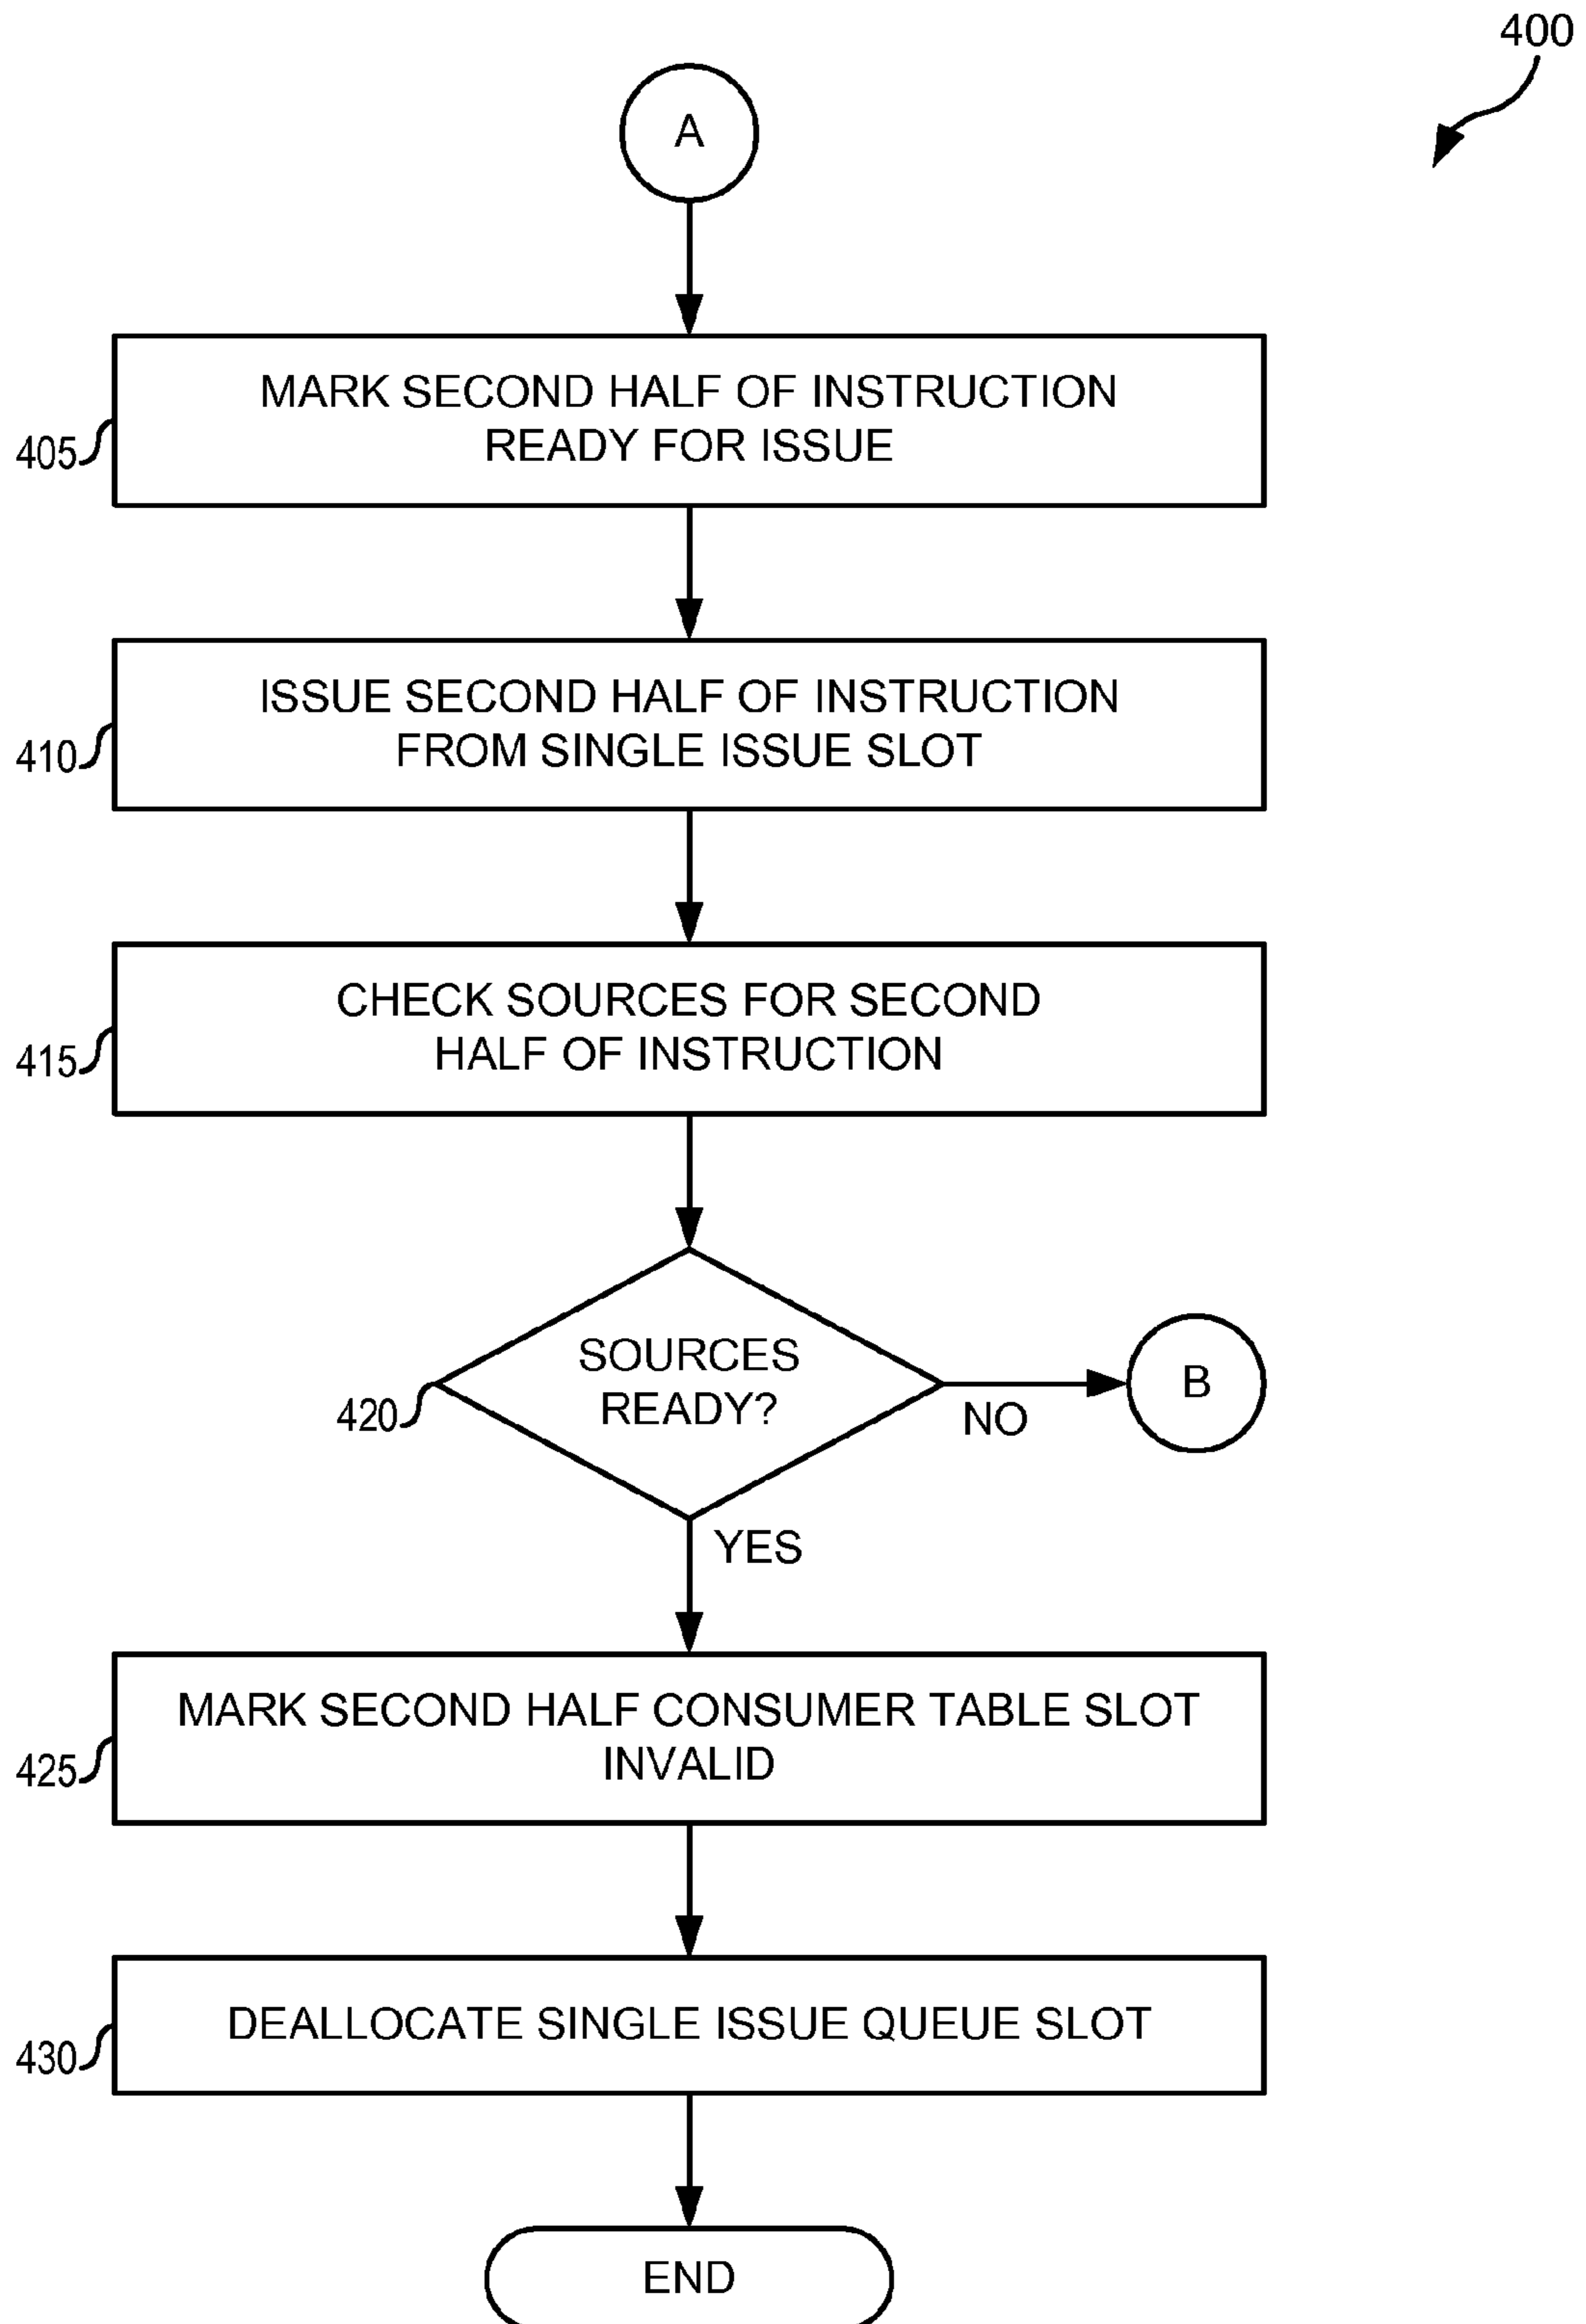 400
A
MARK SECOND HALF OF INSTRUCTION
READY FOR ISSUE
405
ISSUE SECOND HALF OF INSTRUCTION
FROM SINGLE ISSUE SLOT
410
CHECK SOURCES FOR SECOND
HALF OF INSTRUCTION
415
SOURCES
READY?
420
NO
B
YES
MARK SECOND HALF CONSUMER TABLE SLOT
INVALID
425
DEALLOCATE SINGLE ISSUE QUEUE SLOT
430
END